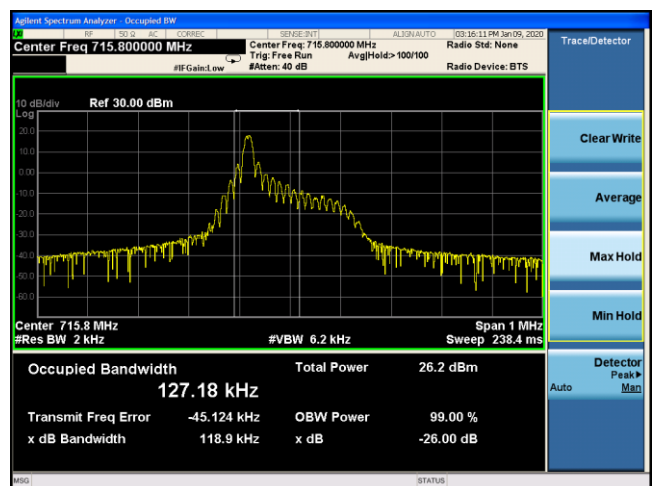 Agilent Spectrum Analyzer - Occupied BW
RF 50 Ω AC CORREC SENSE:INT ALIGN AUTO 03:16:11 PM Jan 09, 2020
Center Freq 715.800000 MHz Center Freq: 715.800000 MHz Radio Std: None Trace/Detector
Trig: Free Run Avg|Hold:> 100/100
#IFGain:Low #Atten: 40 dB Radio Device: BTS
10 dB/div Ref 30.00 dBm
Log
20.0
10.0
0.00
-10.0
-20.0
-30.0
-40.0
-50.0
-60.0
Clear Write
Average
Max Hold
Min Hold
Center 715.8 MHz Span 1 MHz
#Res BW 2 kHz #VBW 6.2 kHz Sweep 238.4 ms
Detector
Peak▶
Auto Man
Occupied Bandwidth Total Power 26.2 dBm
127.18 kHz
Transmit Freq Error -45.124 kHz OBW Power 99.00 %
x dB Bandwidth 118.9 kHz x dB -26.00 dB
MSG STATUS